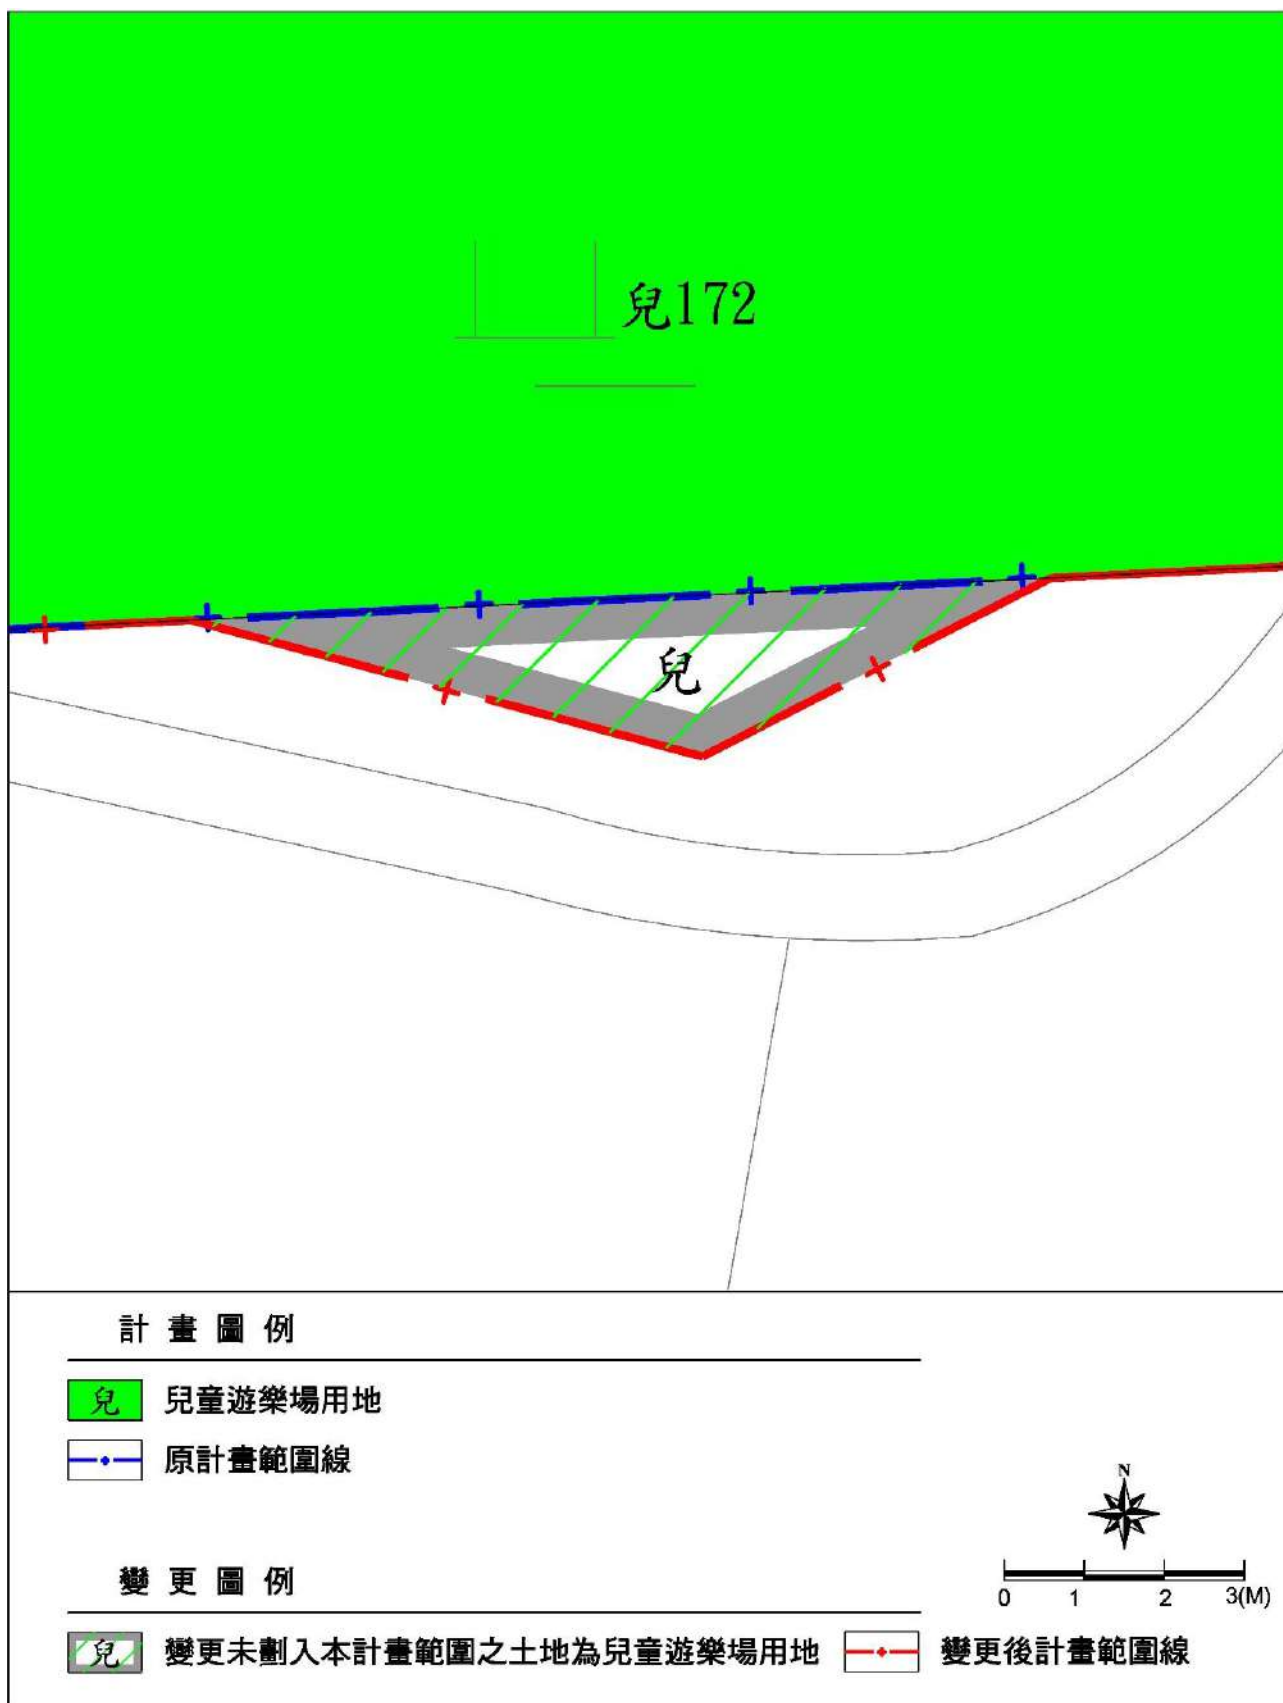 兒172
兒
計畫圖例
兒 兒童遊樂場用地
原計畫範圍線
N
變更圖例
0 1 2 3(M)
兒 變更未劃入本計畫範圍之土地為兒童遊樂場用地 變更後計畫範圍線